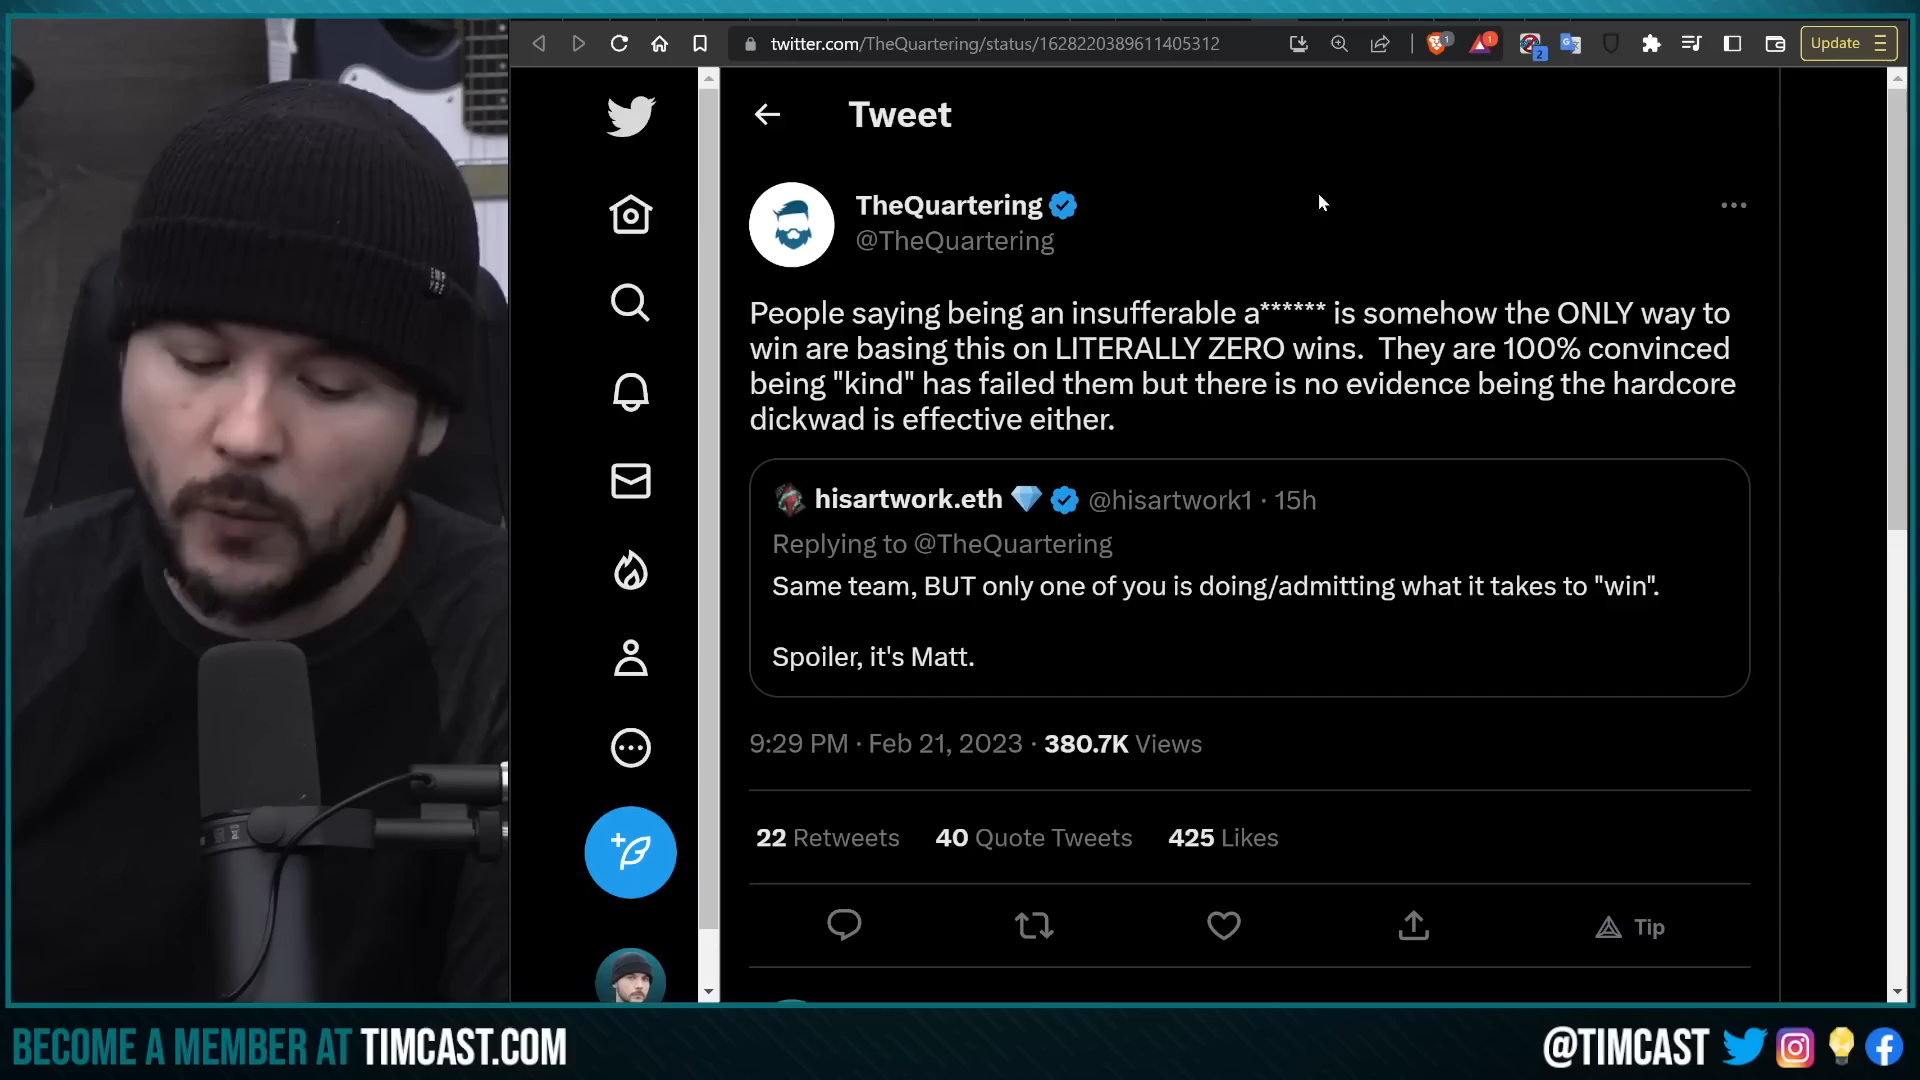 twitter.com/TheQuartering/status/1628220389611405312
1
1
2
Update
Tweet
TheQuartering
@TheQuartering
People saying being an insufferable a****** is somehow the ONLY way to
win are basing this on LITERALLY ZERO wins.  They are 100% convinced
being "kind" has failed them but there is no evidence being the hardcore
dickwad is effective either.
hisartwork.eth @hisartwork1 · 15h
Replying to @TheQuartering
Same team, BUT only one of you is doing/admitting what it takes to "win".
Spoiler, it's Matt.
9:29 PM · Feb 21, 2023 · 380.7K Views
22 Retweets 40 Quote Tweets 425 Likes
Tip
BECOME A MEMBER AT TIMCAST.COM
@TIMCAST